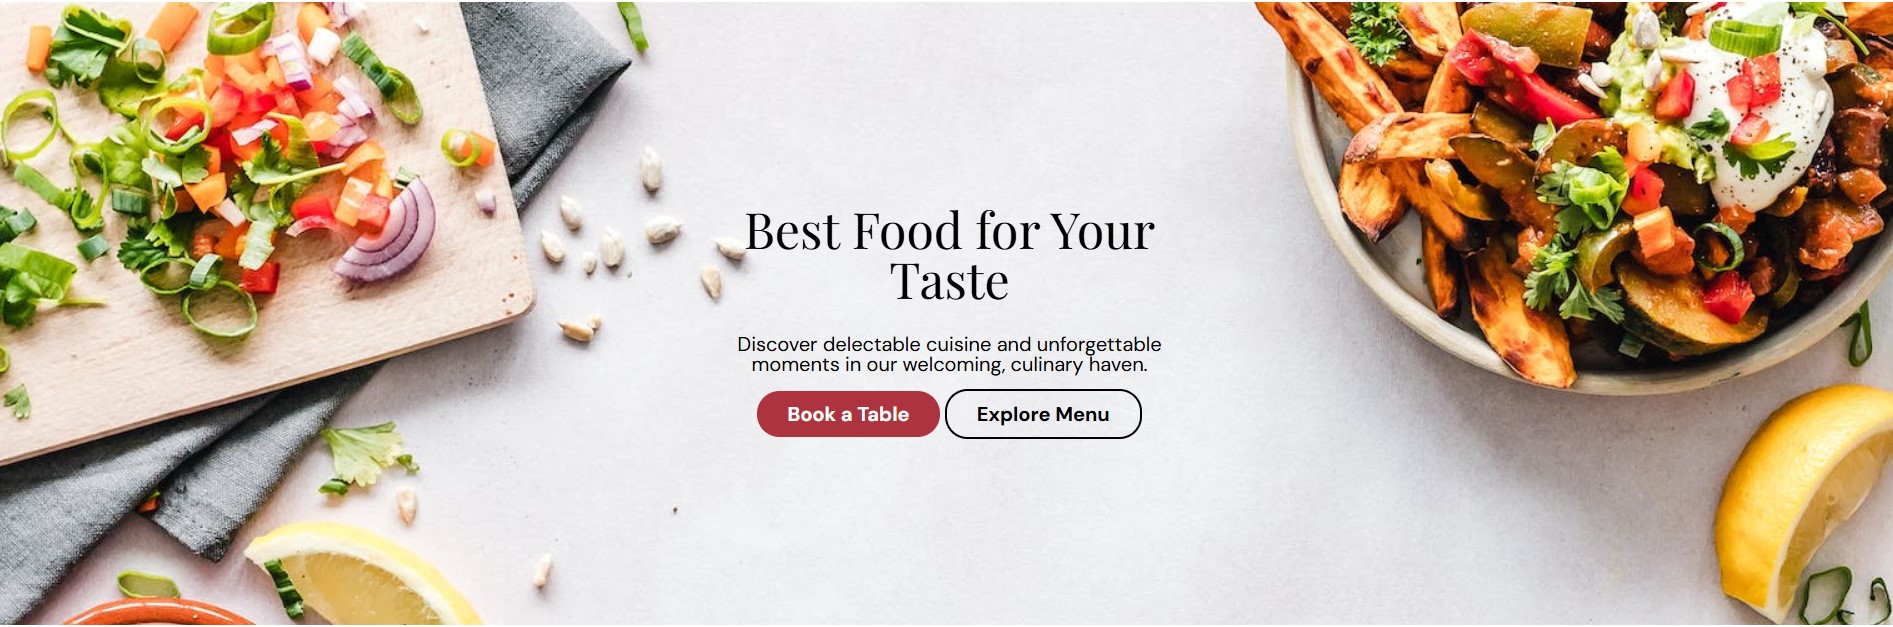 Best Food for Your
Taste
Discover delectable cuisine and unforgettable
moments in our welcoming, culinary haven.
Book a Table
Explore Menu